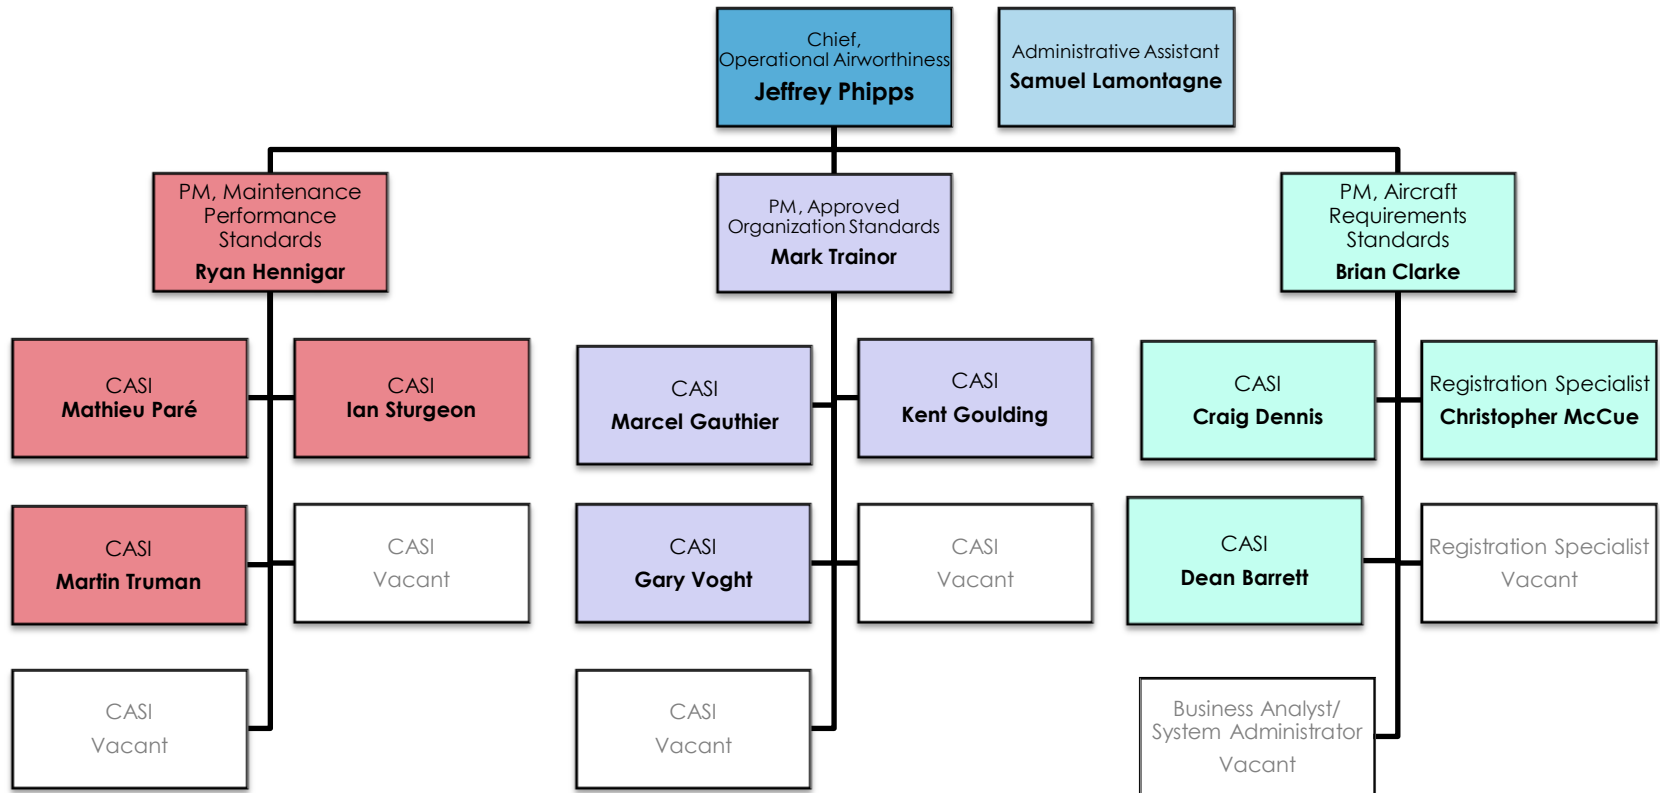 Chief,
Operational Airworthiness
Jeffrey Phipps
Administrative Assistant
Samuel Lamontagne
PM, Maintenance
Performance
Standards
Ryan Hennigar
PM, Approved
Organization Standards
Mark Trainor
PM, Aircraft
Requirements
Standards
Brian Clarke
CASI
Mathieu Paré
CASI
Ian Sturgeon
CASI
Marcel Gauthier
CASI
Kent Goulding
CASI
Craig Dennis
Registration Specialist
Christopher McCue
CASI
Martin Truman
CASI
Vacant
CASI
Gary Voght
CASI
Vacant
CASI
Dean Barrett
Registration Specialist
Vacant
CASI
Vacant
CASI
Vacant
Business Analyst/
System Administrator
Vacant